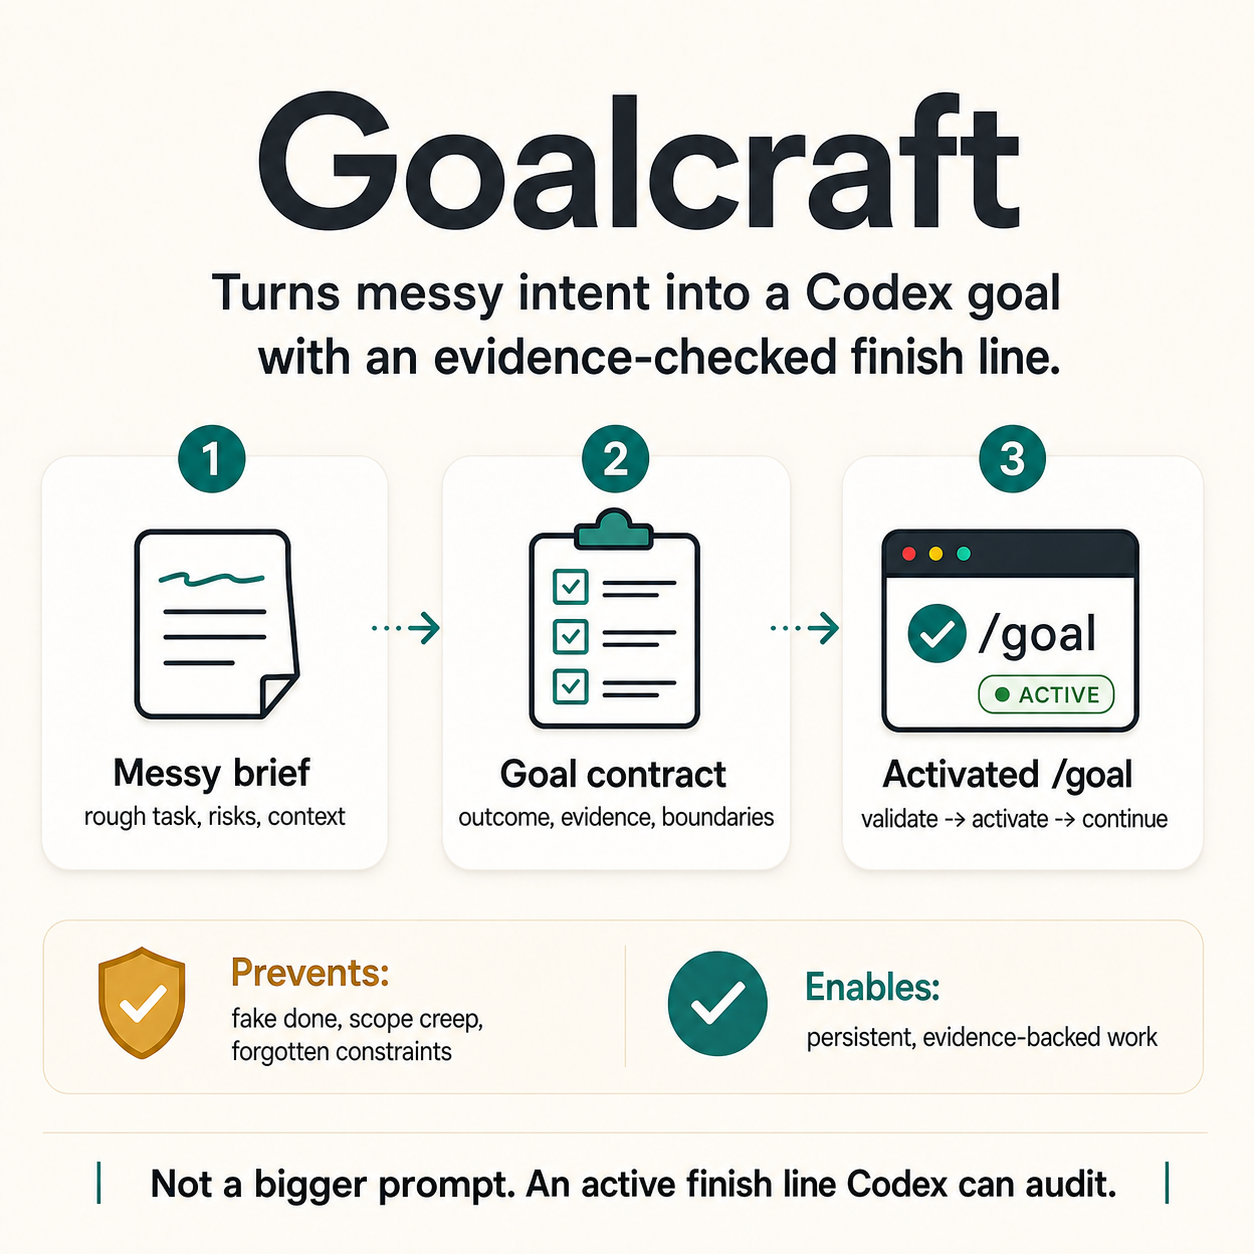 Goalcraft
Turns messy intent into a Codex goal
with an evidence-checked finish line.
1
2
3
/goal
ACTIVE
Messy brief
rough task, risks, context
Goal contract
outcome, evidence, boundaries
Activated /goal
validate → activate → continue
Prevents:
fake done, scope creep,
forgotten constraints
Enables:
persistent, evidence-backed work
Not a bigger prompt. An active finish line Codex can audit.